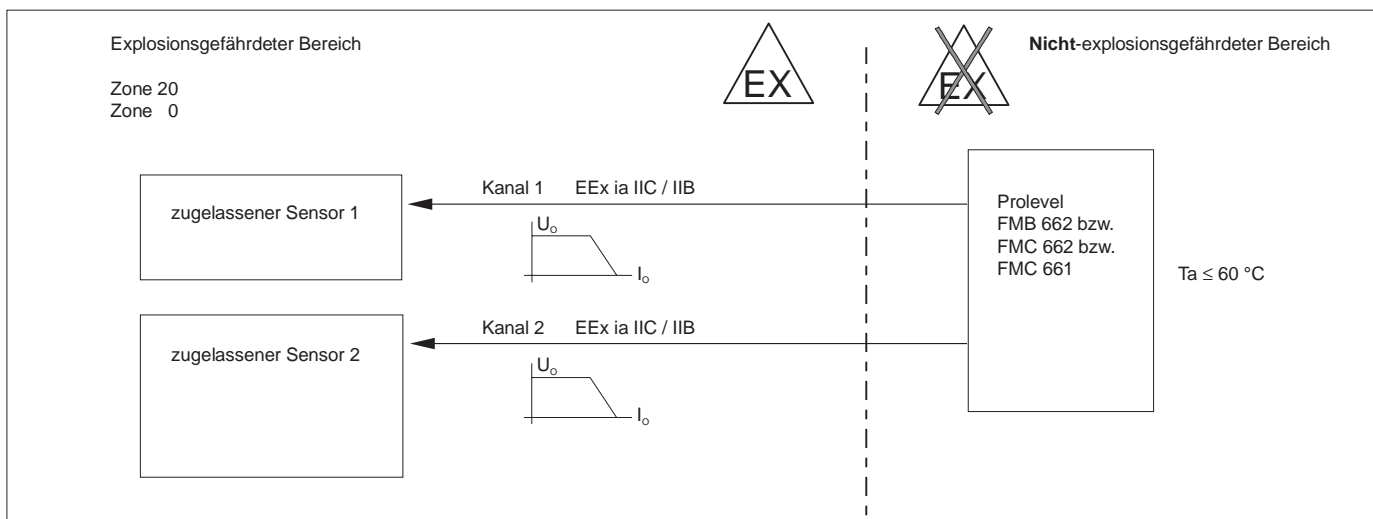 Explosionsgefährdeter Bereich
Zone 20
Zone 0
EX
EX
Nicht-explosionsgefährdeter Bereich
zugelassener Sensor 1
Kanal 1 EEx ia IIC / IIB
Uo
Io
Prolevel
FMB 662 bzw.
FMC 662 bzw.
FMC 661
Ta ≤ 60 °C
zugelassener Sensor 2
Kanal 2 EEx ia IIC / IIB
Uo
Io